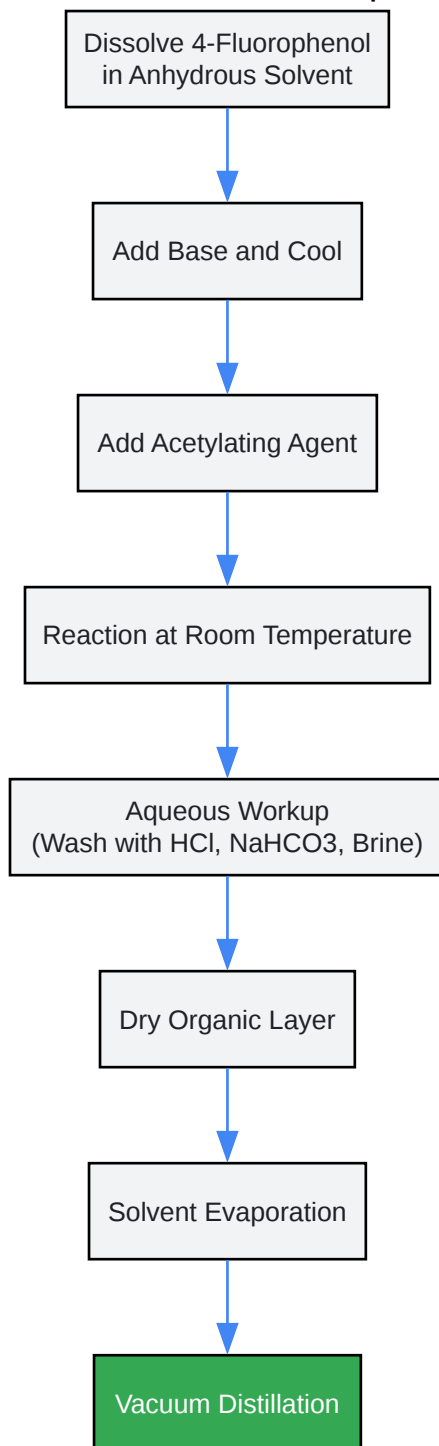 Dissolve 4-Fluorophenol
in Anhydrous Solvent
Add Base and Cool
Add Acetylating Agent
Reaction at Room Temperature
Aqueous Workup
(Wash with HCl, NaHCO3, Brine)
Dry Organic Layer
Solvent Evaporation
Vacuum Distillation